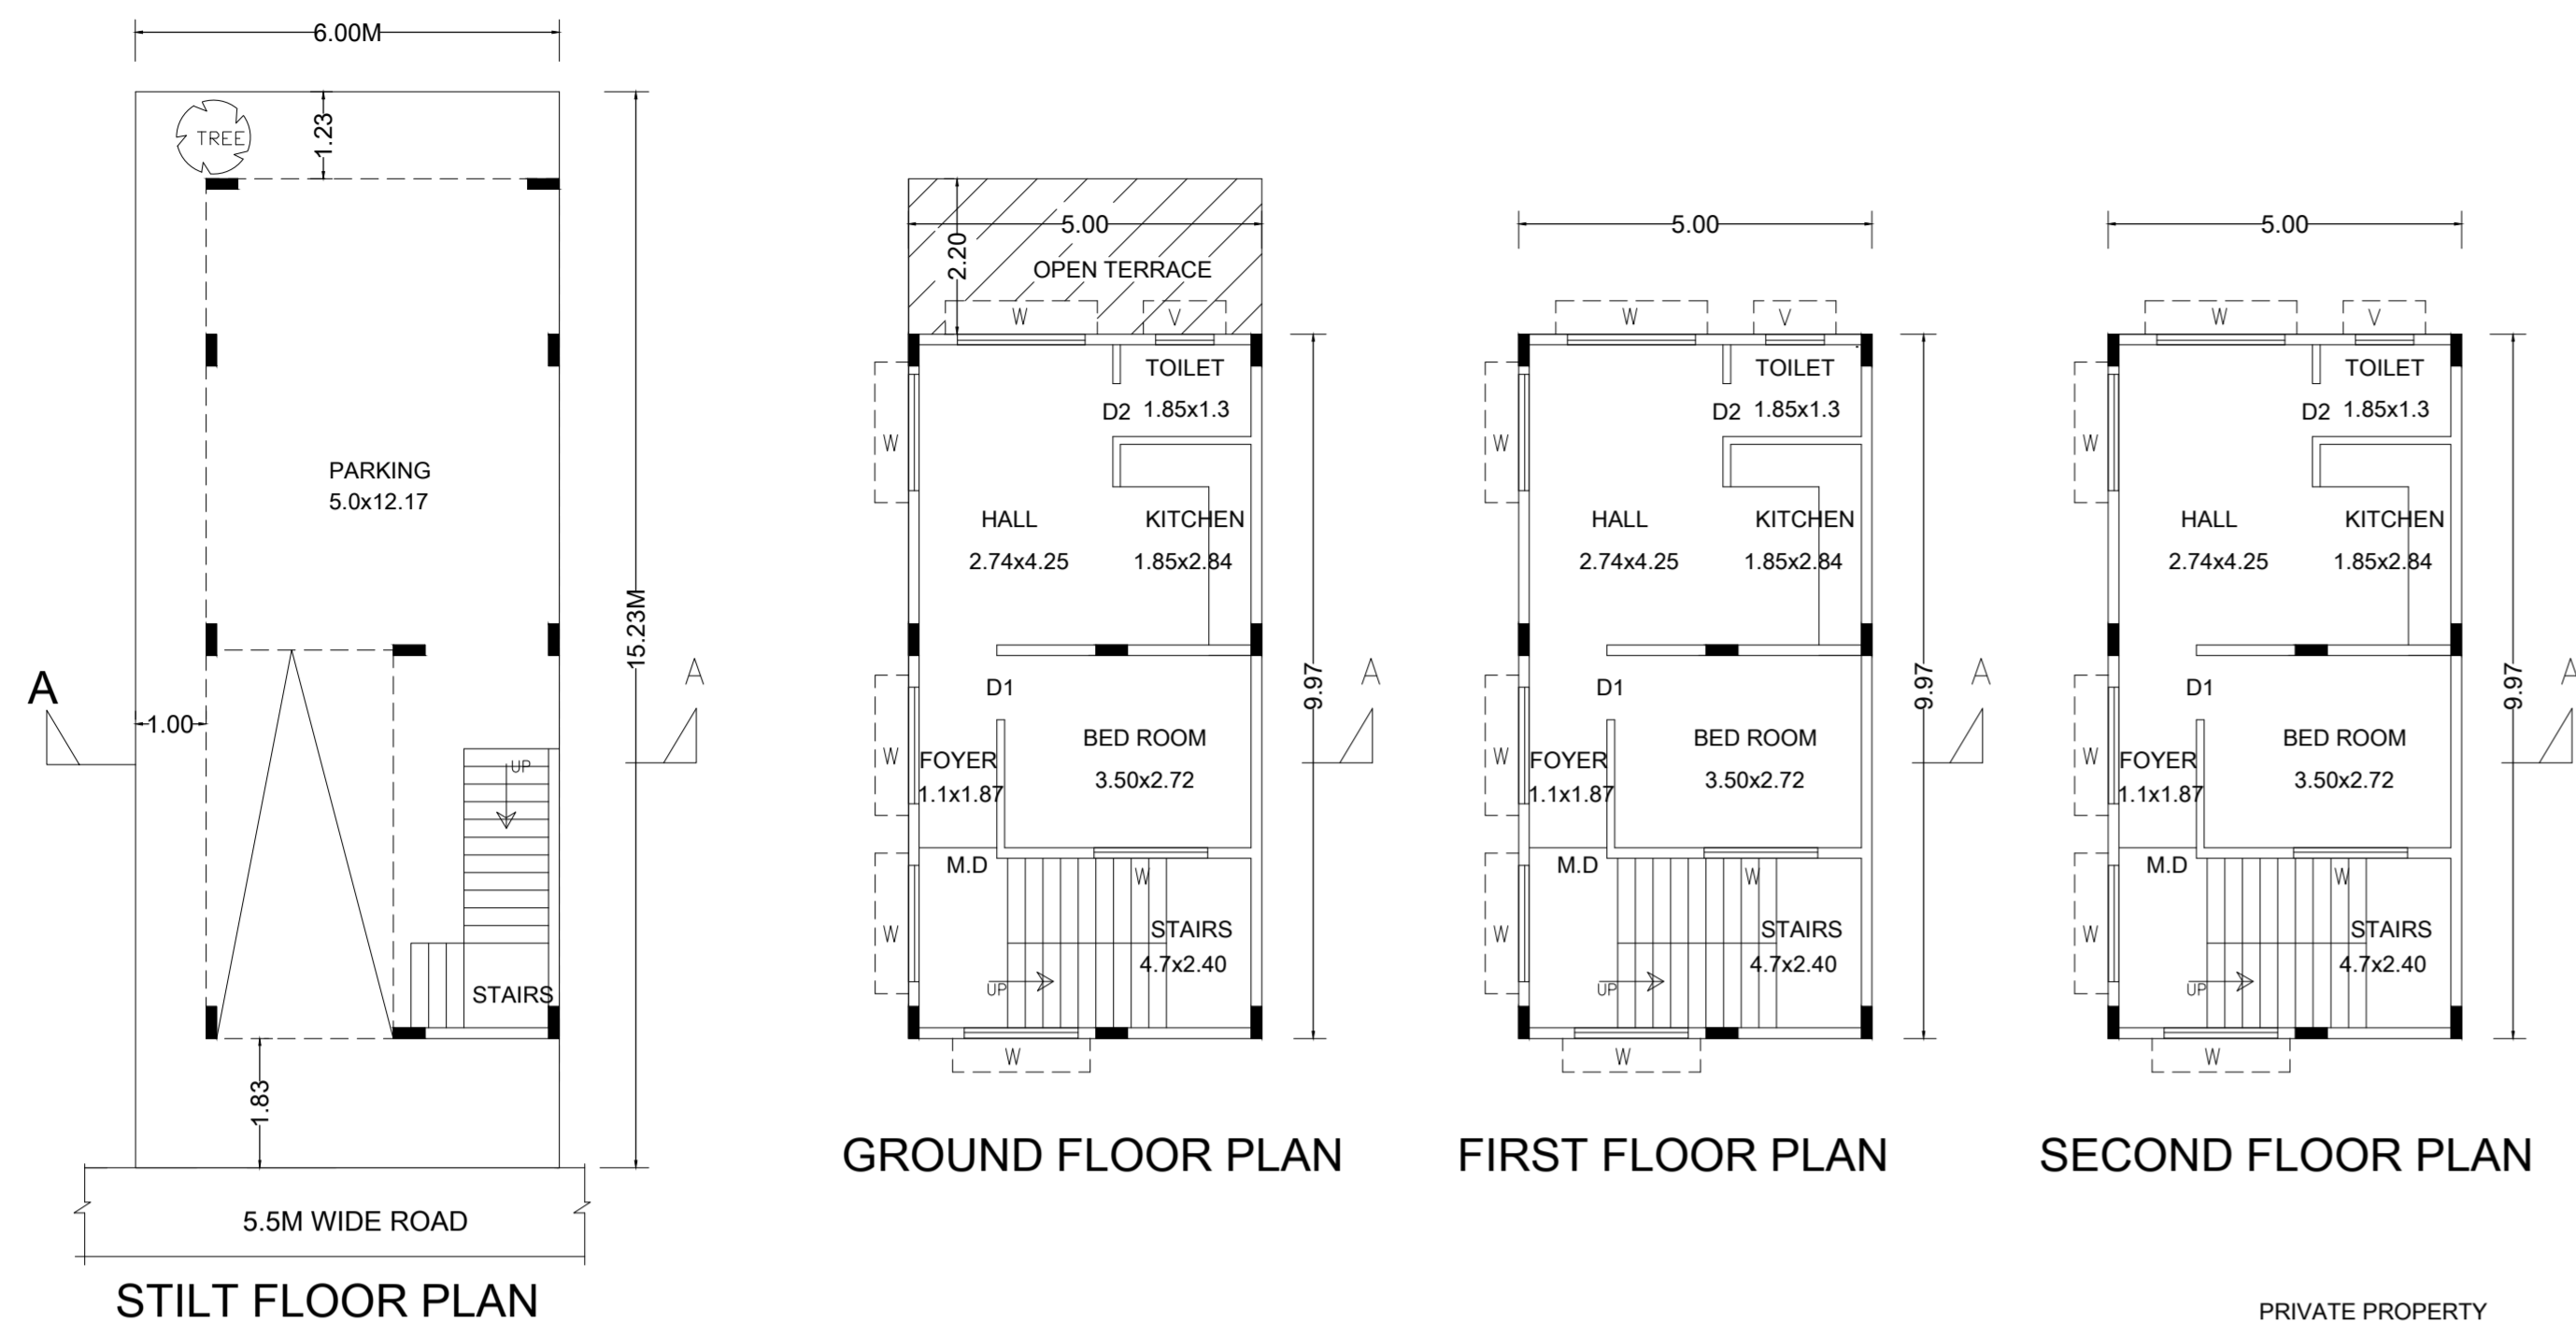 6.00M
TREE
1.23
PARKING
5.0x12.17
15.23M
A
A
1.00
UP
STAIRS
1.83
5.5M WIDE ROAD
STILT FLOOR PLAN
5.00
2.20
OPEN TERRACE
W
V
TOILET
D2
1.85x1.3
W
HALL
KITCHEN
2.74x4.25
1.85x2.84
9.97
A
D1
BED ROOM
W
FOYER
3.50x2.72
1.1x1.87
M.D
W
W
STAIRS
4.7x2.40
UP
W
GROUND FLOOR PLAN
5.00
W
V
TOILET
D2
1.85x1.3
W
HALL
KITCHEN
2.74x4.25
1.85x2.84
9.97
A
D1
BED ROOM
W
FOYER
3.50x2.72
1.1x1.87
M.D
W
W
STAIRS
4.7x2.40
UP
W
FIRST FLOOR PLAN
5.00
W
V
TOILET
D2
1.85x1.3
W
HALL
KITCHEN
2.74x4.25
1.85x2.84
9.97
A
D1
BED ROOM
W
FOYER
3.50x2.72
1.1x1.87
M.D
W
W
STAIRS
4.7x2.40
UP
W
SECOND FLOOR PLAN
PRIVATE PROPERTY